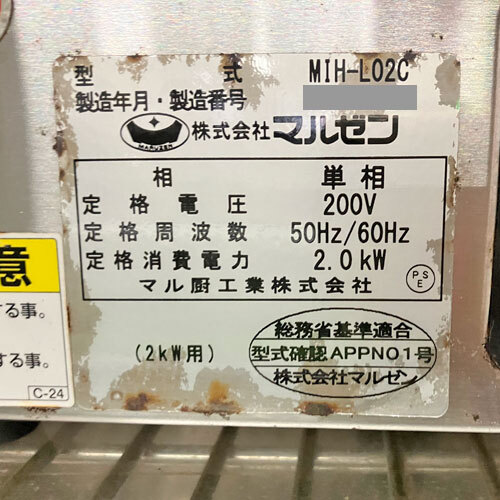 型式 MIH-L02C
製造年月・製造番号
MARUZEN 株式会社 マルゼン
相 単相
定格電圧 200V
定格周波数 50Hz/60Hz
定格消費電力 2.0kW
マル厨工業株式会社
PSE
総務省基準適合
(2kW用) 型式確認APPNO1号
株式会社マルゼン
意
する事。
する事。
C-24